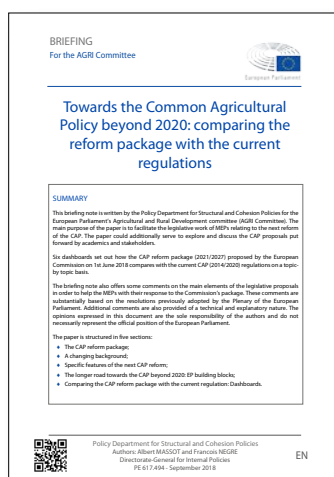 BRIEFING
For the AGRI Committee
European Parliament
Towards the Common Agricultural
Policy beyond 2020: comparing the
reform package with the current
regulations
SUMMARY
This briefing note is written by the Policy Department for Structural and Cohesion Policies for the
European Parliament's Agricultural and Rural Development committee (AGRI Committee). The
main purpose of the paper is to facilitate the legislative work of MEPs relating to the next reform
of the CAP. The paper could additionally serve to explore and discuss the CAP proposals put
forward by academics and stakeholders.
Six dashboards set out how the CAP reform package (2021/2027) proposed by the European
Commission on 1st June 2018 compares with the current CAP (2014/2020) regulations on a topic-
by topic basis.
The briefing note also offers some comments on the main elements of the legislative proposals
in order to help the MEPs with their response to the Commission's package. These comments are
substantially based on the resolutions previously adopted by the Plenary of the European
Parliament. Additional comments are also provided of a technical and explanatory nature. The
opinions expressed in this document are the sole responsibility of the authors and do not
necessarily represent the official position of the European Parliament.
The paper is structured in five sections:
♦ The CAP reform package;
♦ A changing background;
♦ Specific features of the next CAP reform;
♦ The longer road towards the CAP beyond 2020: EP building blocks;
♦ Comparing the CAP reform package with the current regulation: Dashboards.
Policy Department for Structural and Cohesion Policies
Authors: Albert MASSOT and Francois NEGRE
Directorate-General for Internal Policies
PE 617.494 - September 2018
EN